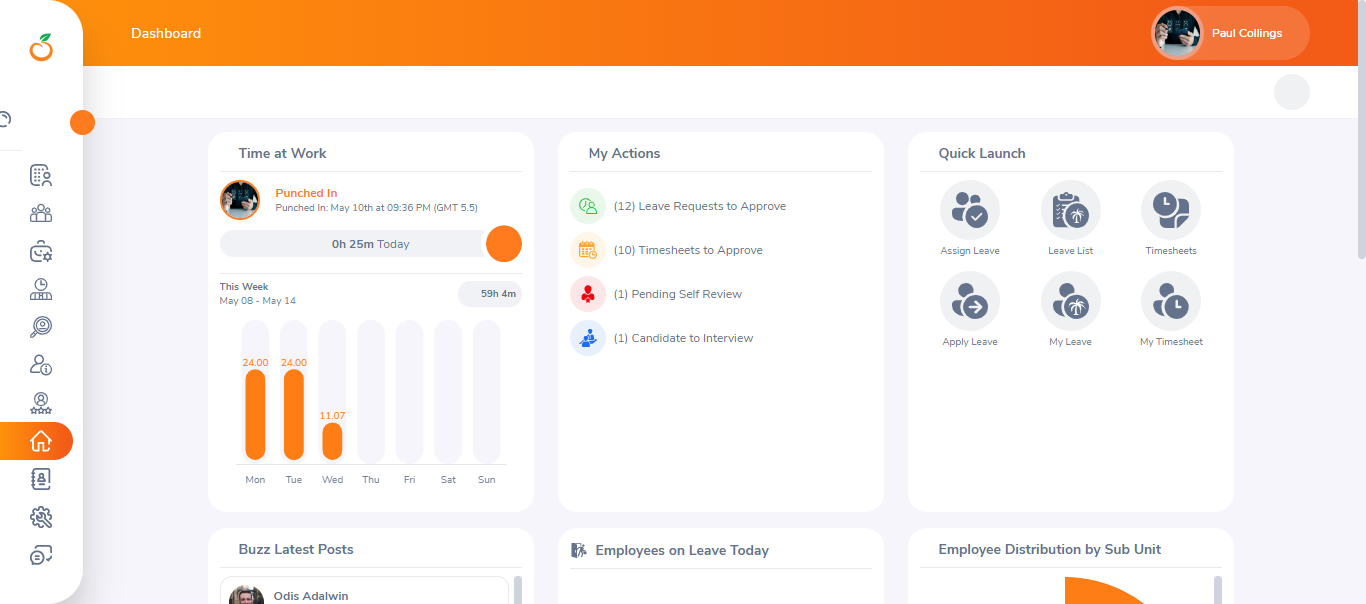 Dashboard
Paul Collings
Time at Work
Punched In
Punched In: May 10th at 09:36 PM (GMT 5.5)
0h 25m Today
This Week
May 08 - May 14
59h 4m
24.00
24.00
11.07
Mon
Tue
Wed
Thu
Fri
Sat
Sun
My Actions
(12) Leave Requests to Approve
(10) Timesheets to Approve
(1) Pending Self Review
(1) Candidate to Interview
Quick Launch
Assign Leave
Leave List
Timesheets
Apply Leave
My Leave
My Timesheet
Buzz Latest Posts
Odis Adalwin
Employees on Leave Today
Employee Distribution by Sub Unit